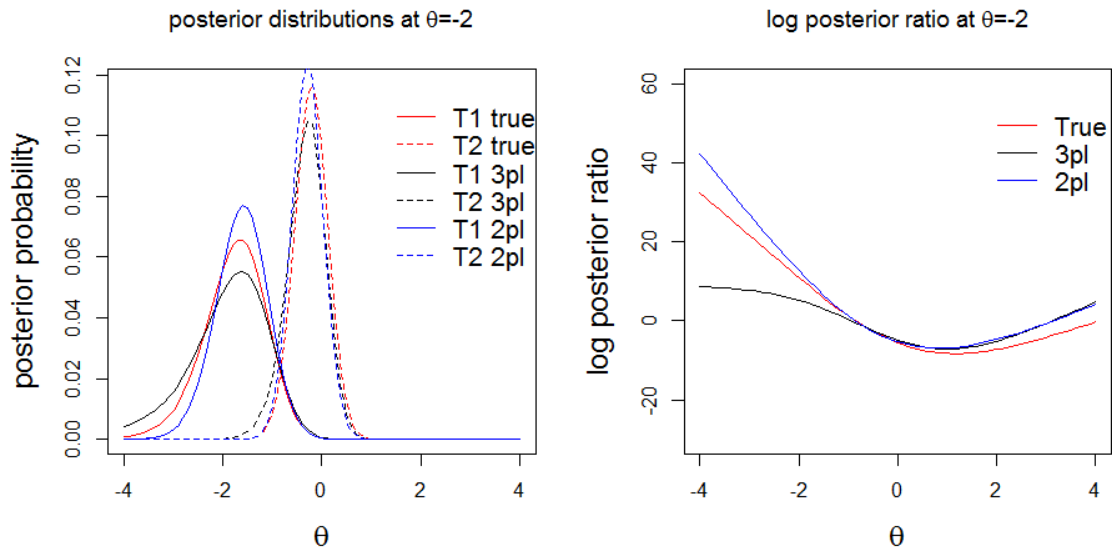 posterior distributions at θ=-2
posterior probability
0.12
0.10
0.08
0.06
0.04
0.02
0.00
T1 true
T2 true
T1 3pl
T2 3pl
T1 2pl
T2 2pl
-4 -2 0 2 4
θ
log posterior ratio at θ=-2
log posterior ratio
60
40
20
0
-20
True
3pl
2pl
-4 -2 0 2 4
θ